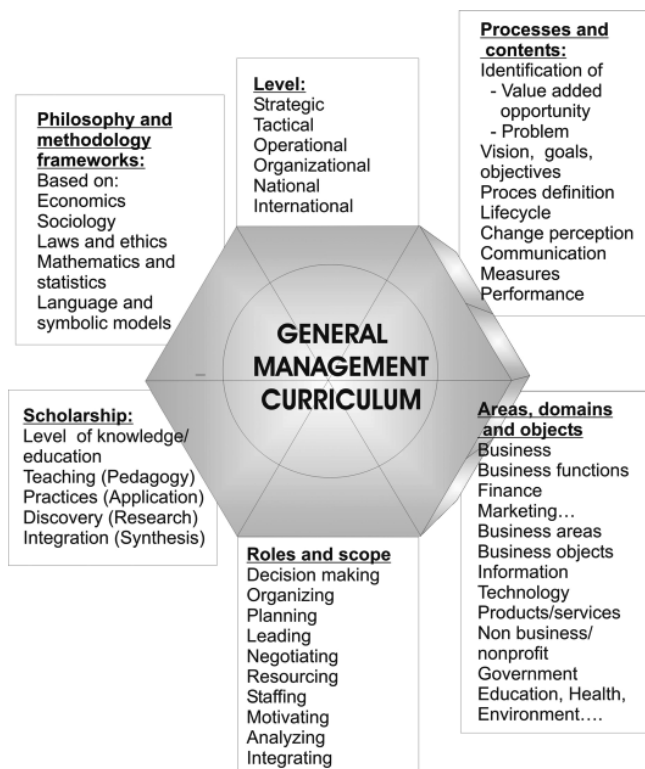 Processes and
contents:
Identification of
- Value added
opportunity
- Problem
Vision, goals,
objectives
Proces definition
Lifecycle
Change perception
Communication
Measures
Performance
Level:
Strategic
Tactical
Operational
Organizational
National
International
Philosophy and
methodology
frameworks:
Based on:
Economics
Sociology
Laws and ethics
Mathematics and
statistics
Language and
symbolic models
GENERAL
MANAGEMENT
CURRICULUM
Scholarship:
Level of knowledge/
education
Teaching (Pedagogy)
Practices (Application)
Discovery (Research)
Integration (Synthesis)
Areas, domains
and objects
Business
Business functions
Finance
Marketing…
Business areas
Business objects
Information
Technology
Products/services
Non business/
nonprofit
Government
Education, Health,
Environment….
Roles and scope
Decision making
Organizing
Planning
Leading
Negotiating
Resourcing
Staffing
Motivating
Analyzing
Integrating